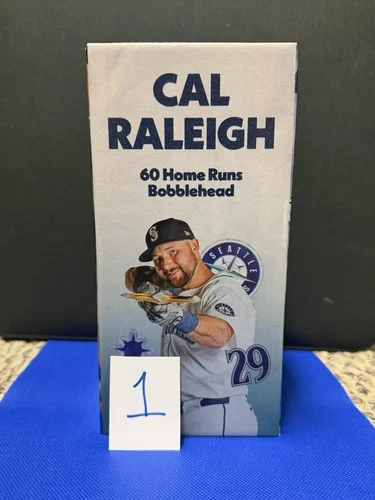 CAL
RALEIGH
60 Home Runs
Bobblehead
S
SEATTLE
29
1